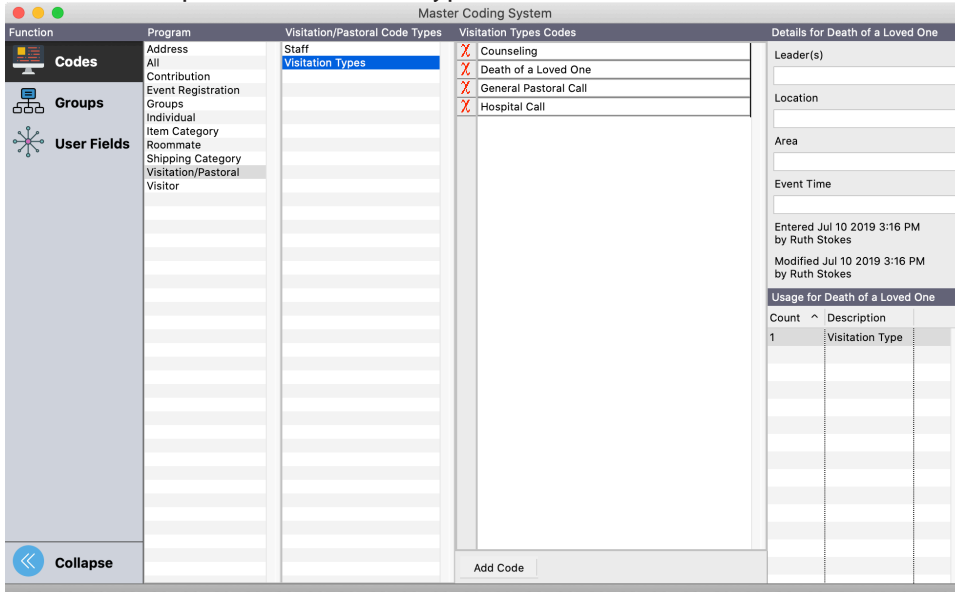 Master Coding System
Function
Codes
Groups
User Fields
Collapse
Program
Address
All
Contribution
Event Registration
Groups
Individual
Item Category
Roommate
Shipping Category
Visitation/Pastoral
Visitor
Visitation/Pastoral Code Types
Staff
Visitation Types
Visitation Types Codes
X Counseling
X Death of a Loved One
X General Pastoral Call
X Hospital Call
Add Code
Details for Death of a Loved One
Leader(s)
Location
Area
Event Time
Entered Jul 10 2019 3:16 PM
by Ruth Stokes
Modified Jul 10 2019 3:16 PM
by Ruth Stokes
Usage for Death of a Loved One
Count ^ Description
1 Visitation Type